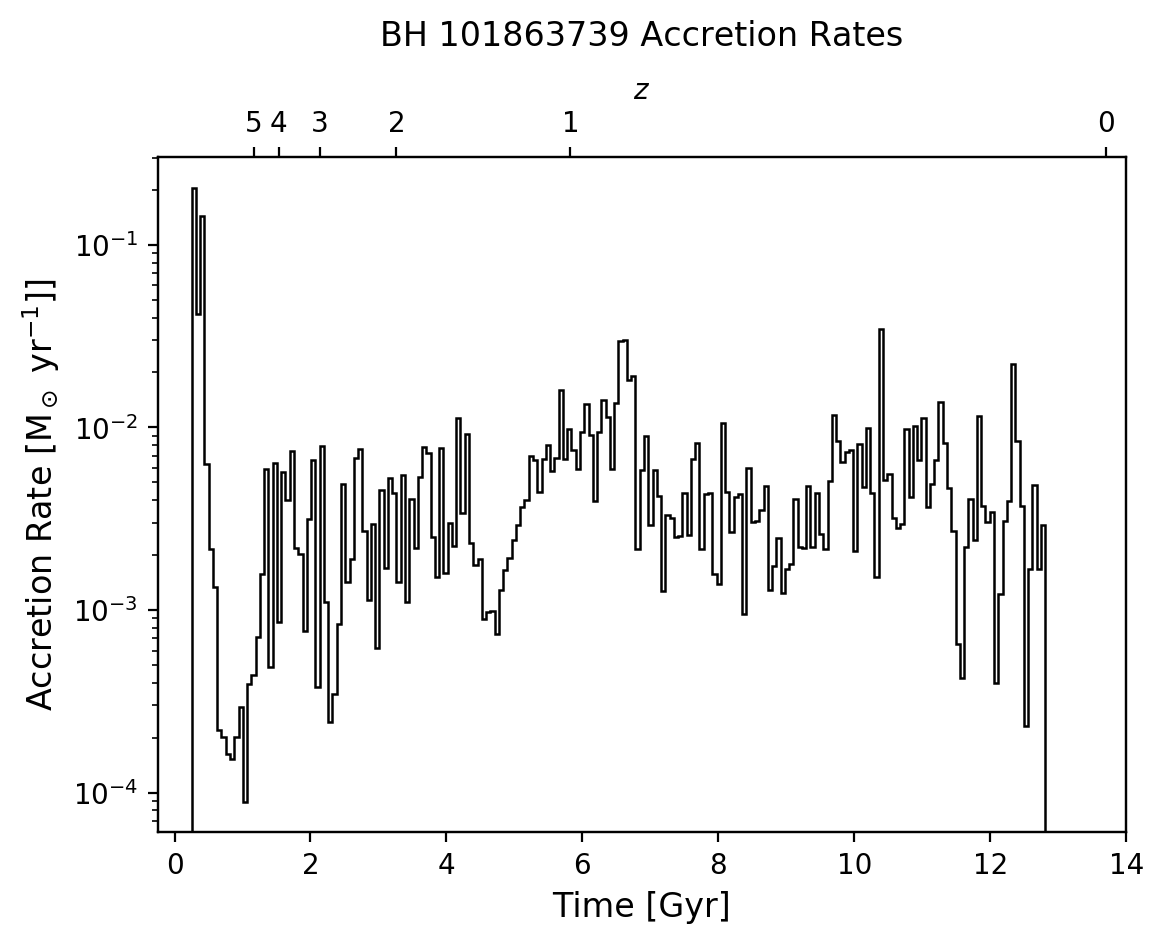 BH 101863739 Accretion Rates
z
5 4 3 2 1 0
10⁻¹
10⁻²
10⁻³
10⁻⁴
Accretion Rate [M⊙ yr⁻¹]]
0 2 4 6 8 10 12 14
Time [Gyr]